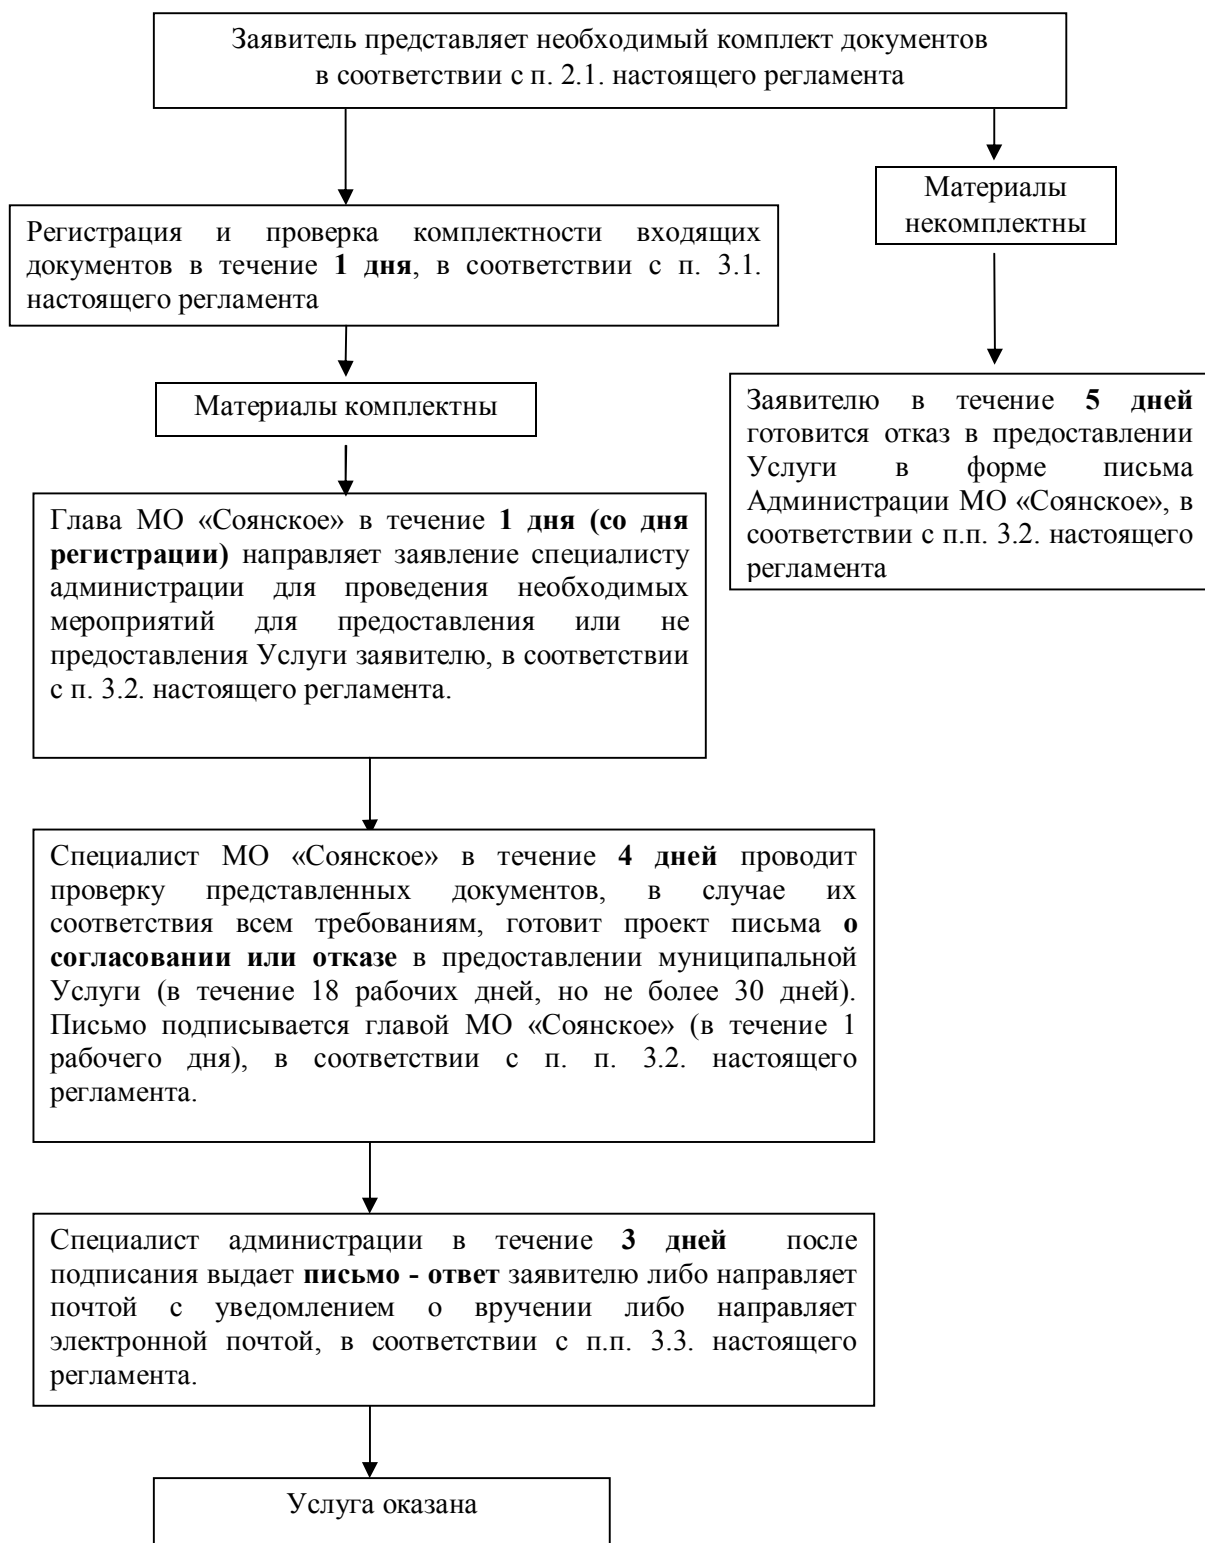 Заявитель представляет необходимый комплект документов
в соответствии с п. 2.1. настоящего регламента
Материалы
некомплектны
Регистрация и проверка комплектности входящих
документов в течение 1 дня, в соответствии с п. 3.1.
настоящего регламента
Материалы комплектны
Заявителю в течение 5 дней
готовится отказ в предоставлении
Услуги в форме письма
Администрации МО «Соянское», в
соответствии с п.п. 3.2. настоящего
регламента
Глава МО «Соянское» в течение 1 дня (со дня
регистрации) направляет заявление специалисту
администрации для проведения необходимых
мероприятий для предоставления или не
предоставления Услуги заявителю, в соответствии
с п. 3.2. настоящего регламента.
Специалист МО «Соянское» в течение 4 дней проводит
проверку представленных документов, в случае их
соответствия всем требованиям, готовит проект письма о
согласовании или отказе в предоставлении муниципальной
Услуги (в течение 18 рабочих дней, но не более 30 дней).
Письмо подписывается главой МО «Соянское» (в течение 1
рабочего дня), в соответствии с п. п. 3.2. настоящего
регламента.
Специалист администрации в течение 3 дней после
подписания выдает письмо - ответ заявителю либо направляет
почтой с уведомлением о вручении либо направляет
электронной почтой, в соответствии с п.п. 3.3. настоящего
регламента.
Услуга оказана